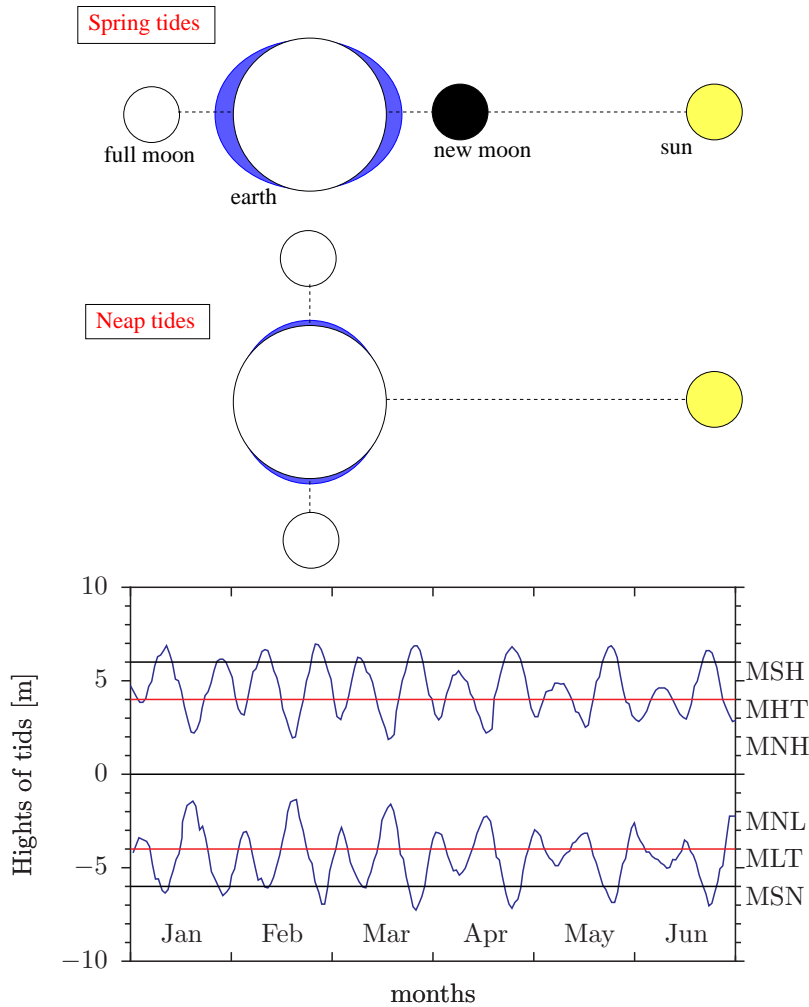 Spring tides
full moon
new moon
sun
earth
Neap tides
10
5
0
−5
−10
Hights of tids [m]
MSH
MHT
MNH
MNL
MLT
MSN
Jan Feb Mar Apr May Jun
months